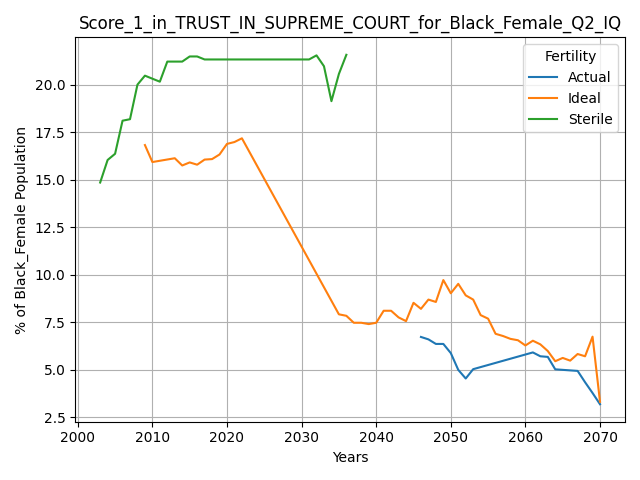 Score_1_in_TRUST_IN_SUPREME_COURT_for_Black_Female_Q2_IQ
Fertility
Actual
Ideal
Sterile
% of Black_Female Population
20.0
17.5
15.0
12.5
10.0
7.5
5.0
2.5
2000 2010 2020 2030 2040 2050 2060 2070
Years